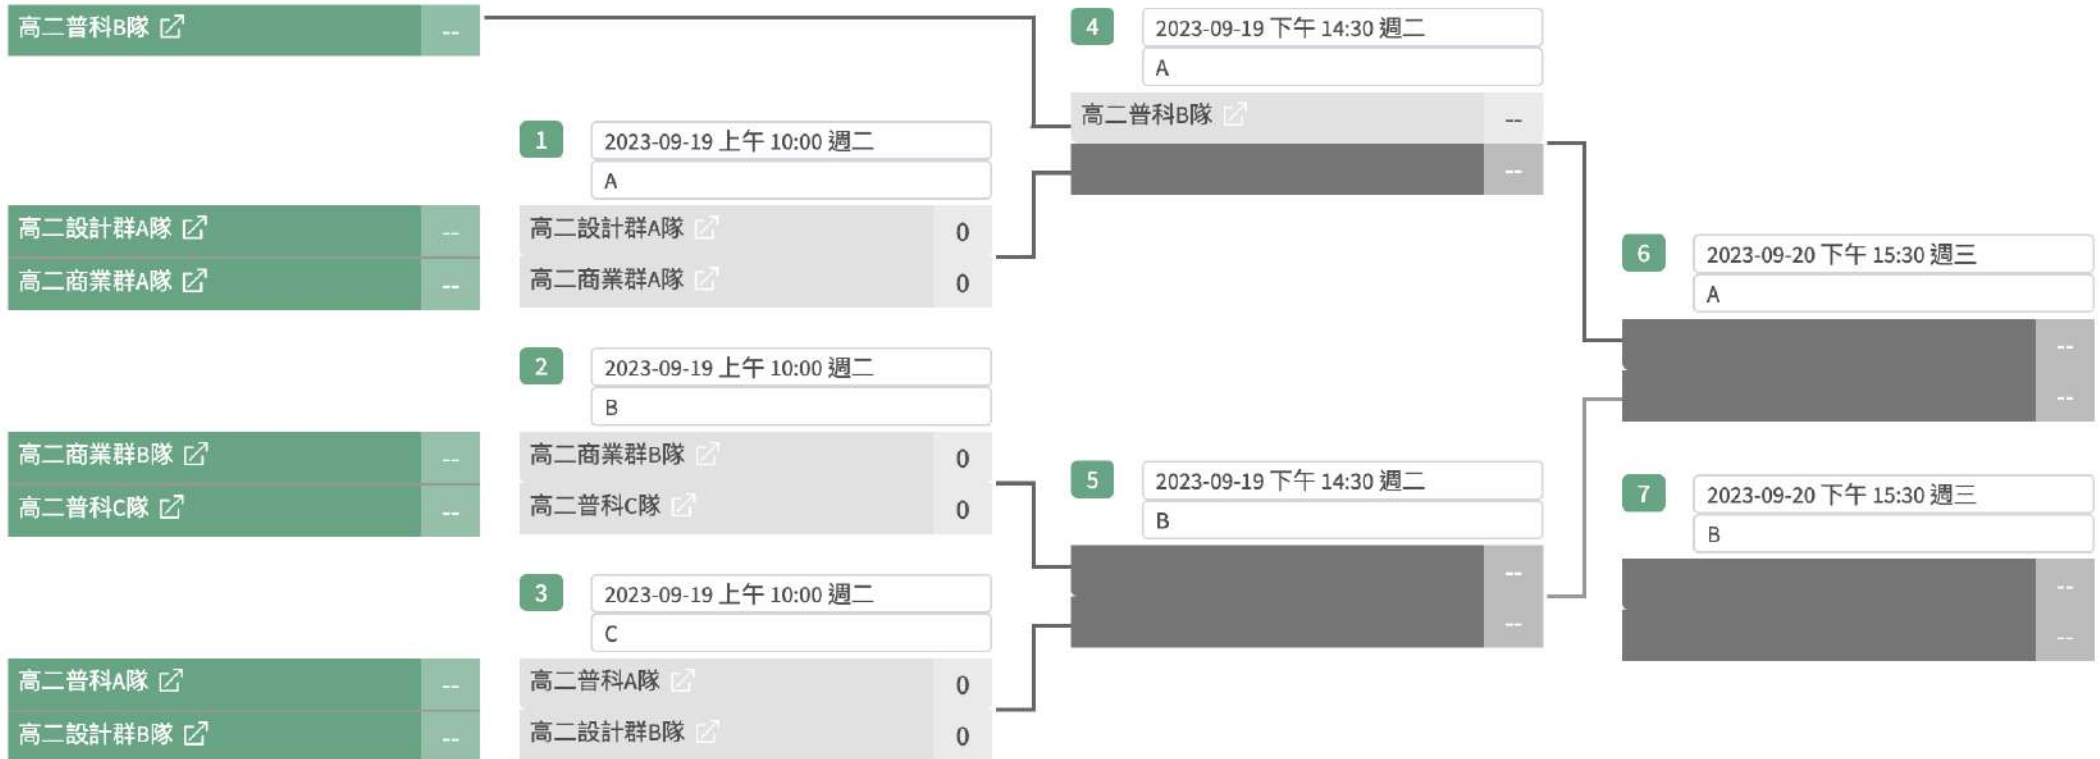 高二普科B隊 --
高二設計群A隊 --
高二商業群A隊 --
高二商業群B隊 --
高二普科C隊 --
高二普科A隊 --
高二設計群B隊 --
1 2023-09-19 上午 10:00 週二
A
高二設計群A隊 0
高二商業群A隊 0
2 2023-09-19 上午 10:00 週二
B
高二商業群B隊 0
高二普科C隊 0
3 2023-09-19 上午 10:00 週二
C
高二普科A隊 0
高二設計群B隊 0
4 2023-09-19 下午 14:30 週二
A
高二普科B隊 --
--
5 2023-09-19 下午 14:30 週二
B
--
--
6 2023-09-20 下午 15:30 週三
A
--
--
7 2023-09-20 下午 15:30 週三
B
--
--